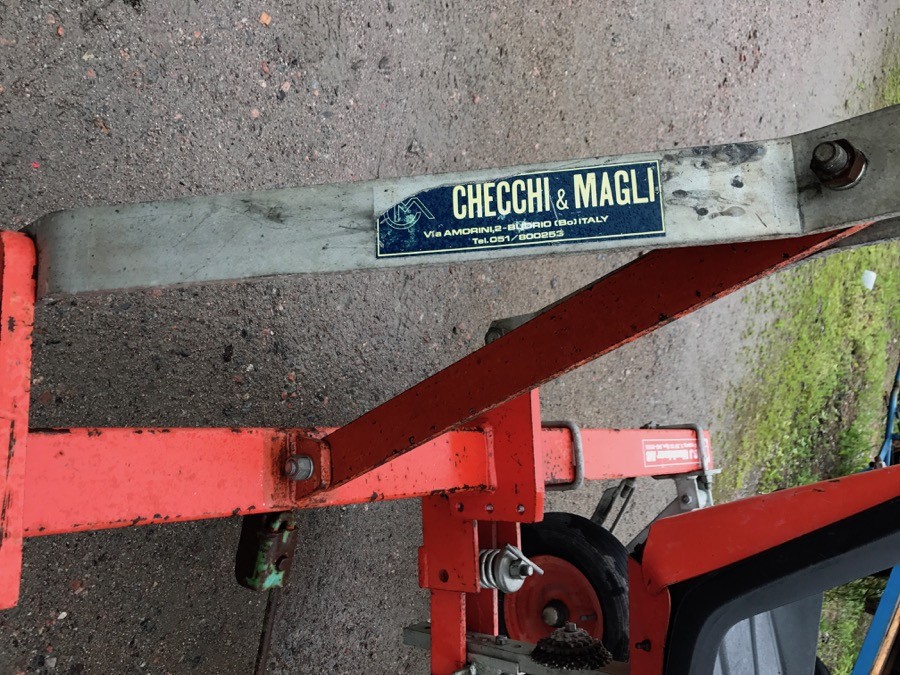 CHECCHI & MAGLI
Via AMORINI,2-BUDRIO (Bo) ITALY
Tel.051/800253